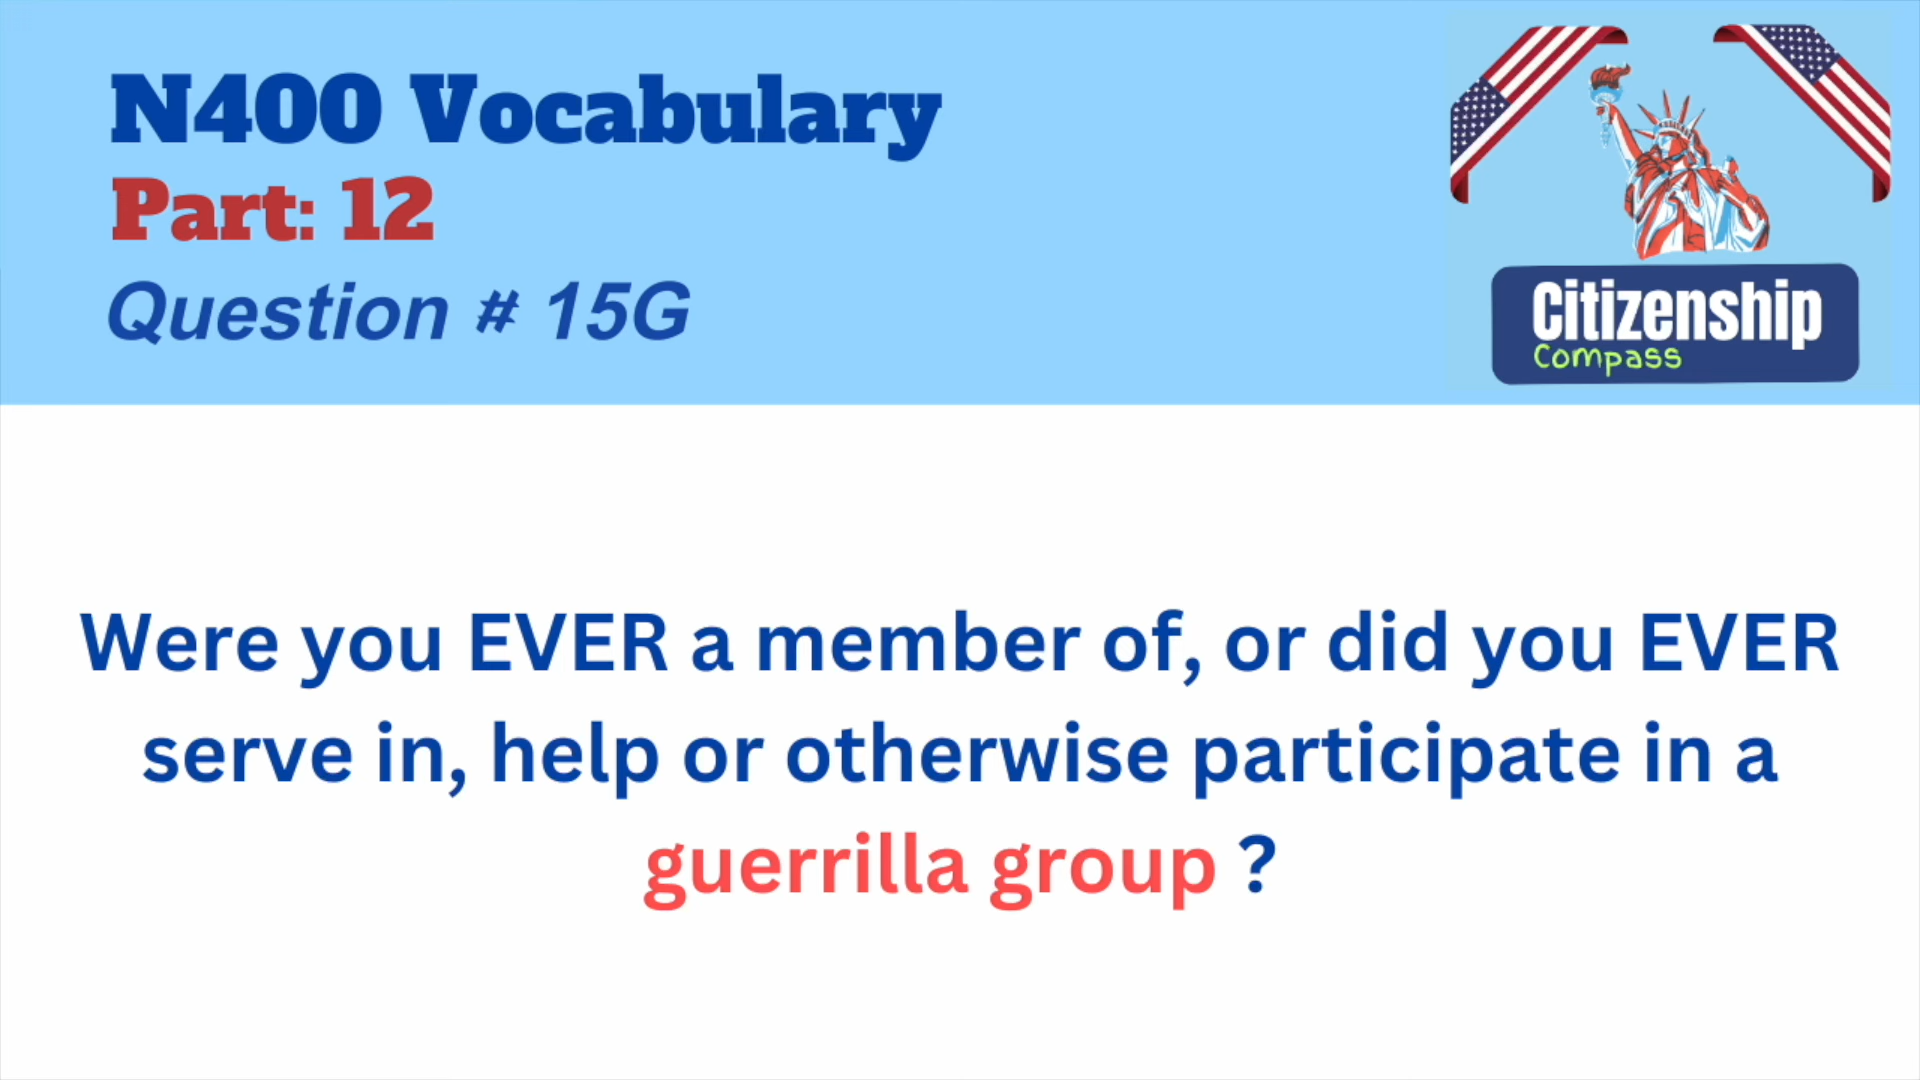 N400 Vocabulary
Part: 12
Question # 15G
Citizenship
Compass
Were you EVER a member of, or did you EVER
serve in, help or otherwise participate in a
guerrilla group ?